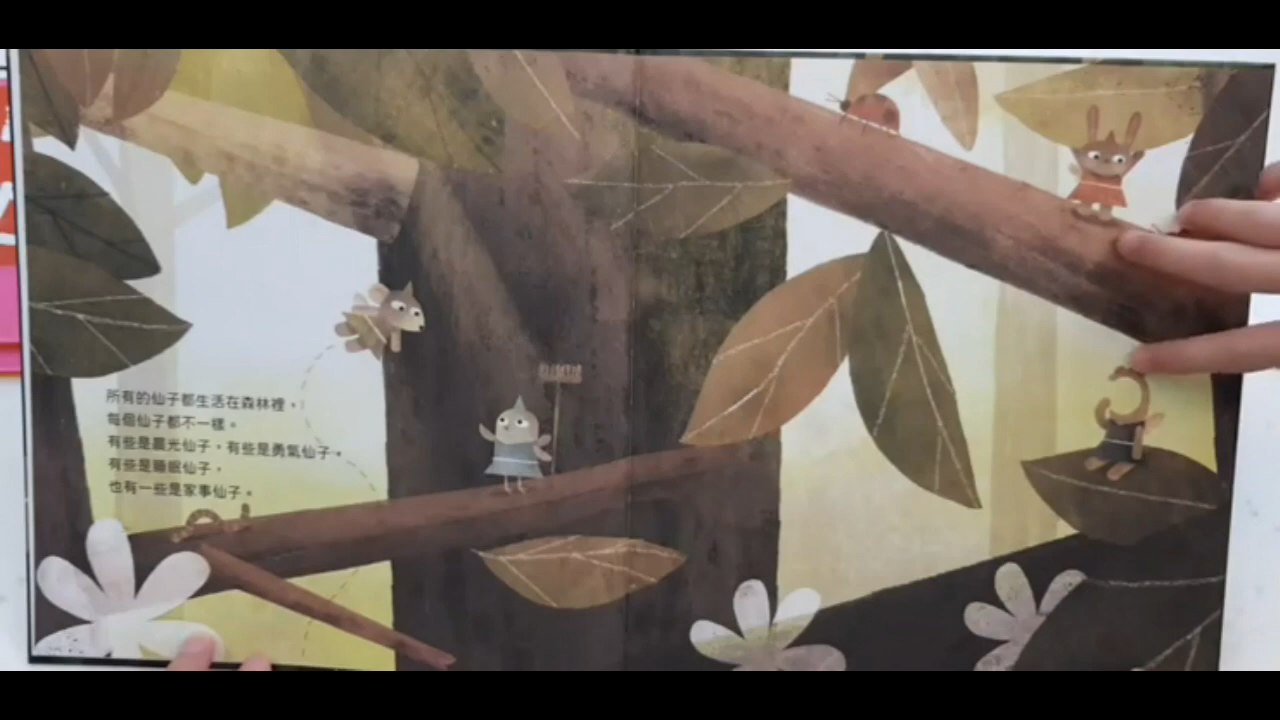 所有的仙子都生活在森林裡。
每個仙子都不一樣。
有些是晨光仙子，有些是勇氣仙子。
有些是睡眠仙子，
也有一些是家事仙子。